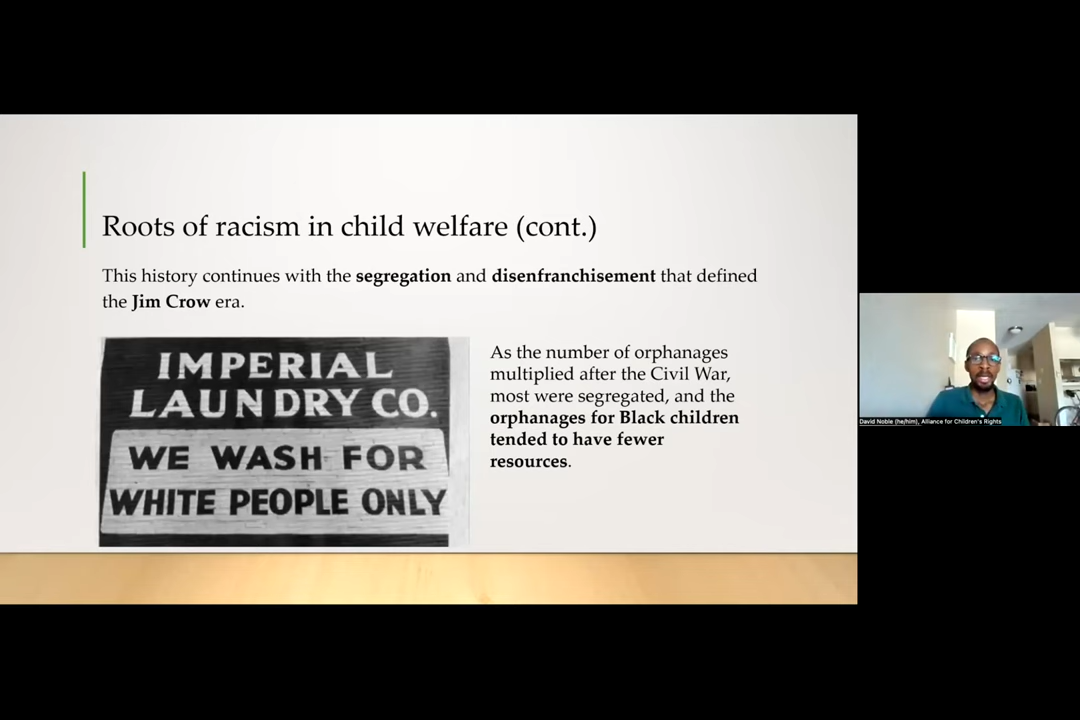 Roots of racism in child welfare (cont.)
This history continues with the segregation and disenfranchisement that defined
the Jim Crow era.
IMPERIAL
LAUNDRY CO.
WE WASH FOR
WHITE PEOPLE ONLY
As the number of orphanages
multiplied after the Civil War,
most were segregated, and the
orphanages for Black children
tended to have fewer
resources.
David Noble (he/him), Alliance for Children's Rights